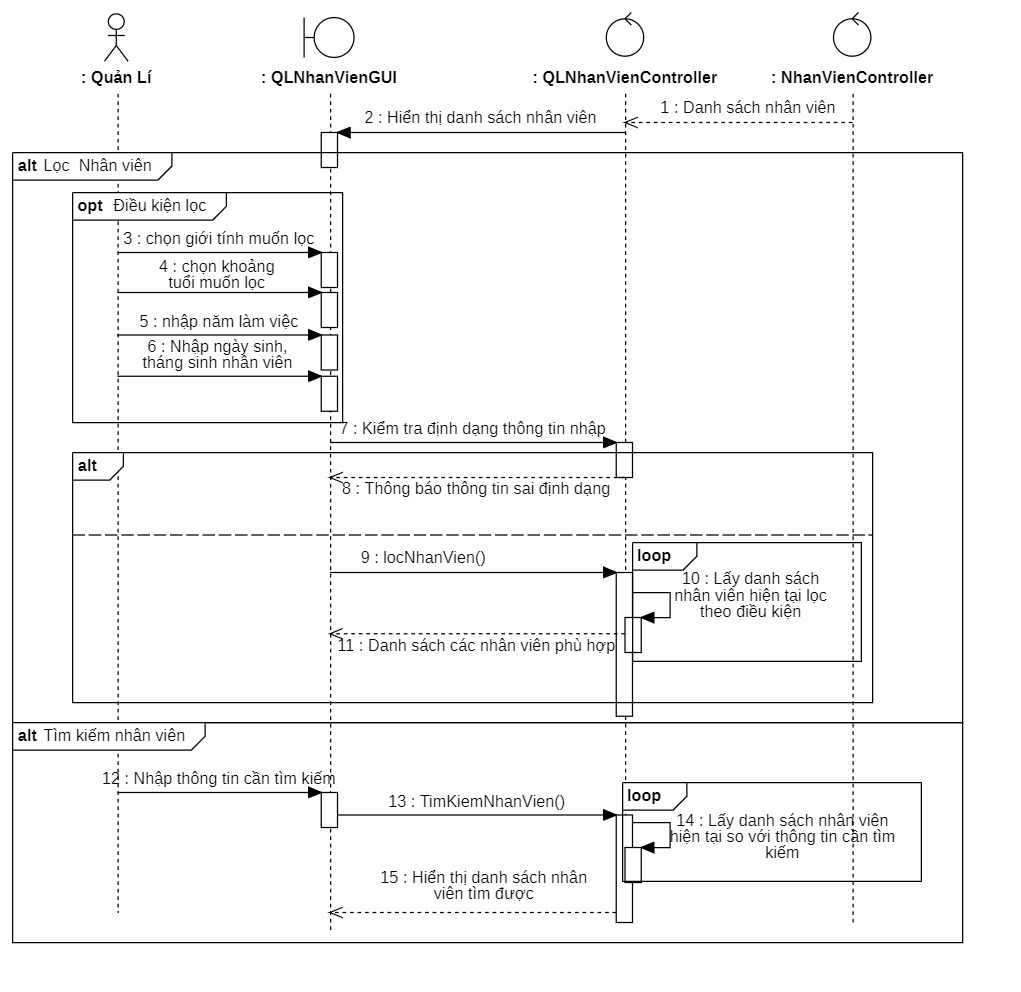 : Quản Lí
: QLNhanVienGUI
: QLNhanVienController
: NhanVienController
1 : Danh sách nhân viên
2 : Hiển thị danh sách nhân viên
alt Lọc Nhân viên
opt Điều kiện lọc
3 : chọn giới tính muốn lọc
4 : chọn khoảng
tuổi muốn lọc
5 : nhập năm làm việc
6 : Nhập ngày sinh,
tháng sinh nhân viên
7 : Kiểm tra định dạng thông tin nhập
alt
8 : Thông báo thông tin sai định dạng
9 : locNhanVien()
loop
10 : Lấy danh sách
nhân viên hiện tại lọc
theo điều kiện
11 : Danh sách các nhân viên phù hợp
alt Tìm kiếm nhân viên
12 : Nhập thông tin cần tìm kiếm
13 : TimKiemNhanVien()
loop
14 : Lấy danh sách nhân viên
hiện tại so với thông tin cần tìm
kiếm
15 : Hiển thị danh sách nhân
viên tìm được